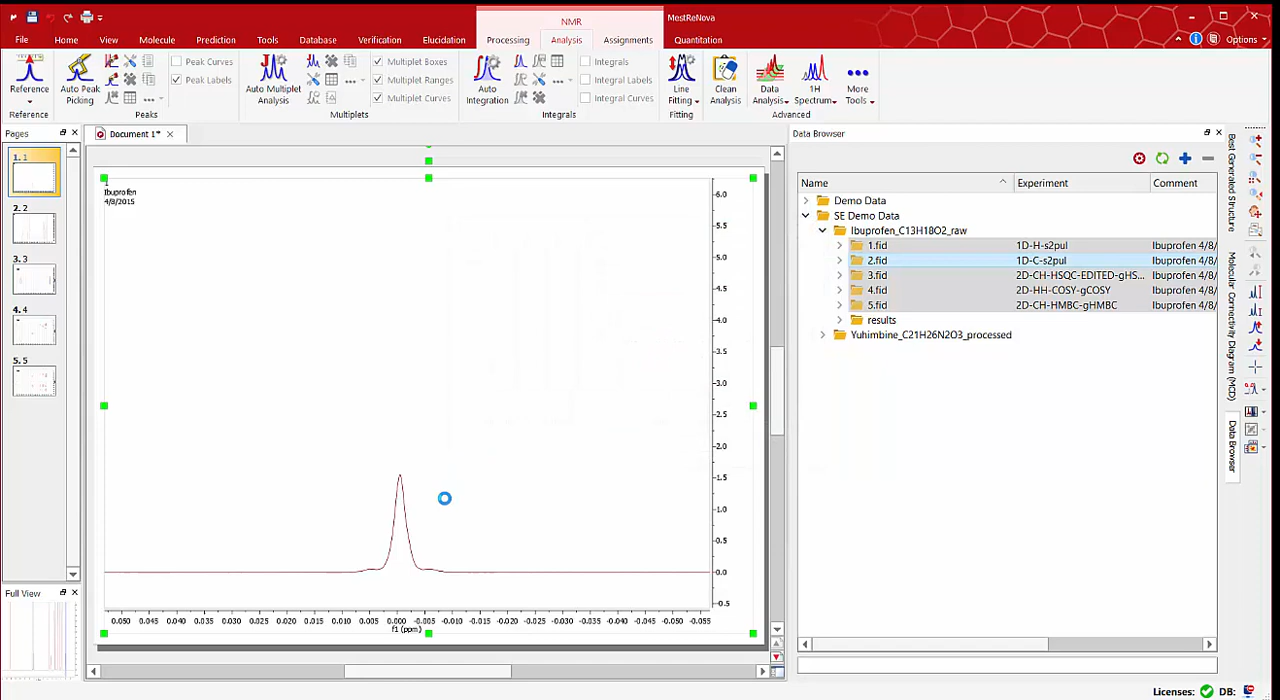 NMR
MestReNova
File Home View Molecule Prediction Tools Database Verification Elucidation Processing Analysis Assignments Quantitation Options
Reference
Reference
Auto Peak
Picking
Peak Curves
Peak Labels
Peaks
Auto Multiplet
Analysis
Multiplet Boxes
Multiplet Ranges
Multiplet Curves
Multiplets
Auto
Integration
Integrals
Integral Labels
Integral Curves
Integrals
Line
Fitting
Fitting
Clean
Analysis
Data
Analysis
1H
Spectrum
More
Tools
Advanced
Pages
Document 1*
Data Browser
1. 1
2. 2
3. 3
4. 4
5. 5
Full View
1
Ibuprofen
4/8/2015
6.0
5.5
5.0
4.5
4.0
3.5
3.0
2.5
2.0
1.5
1.0
0.5
0.0
-0.5
0.050 0.045 0.040 0.035 0.030 0.025 0.020 0.015 0.010 0.005 0.000 -0.005 -0.010 -0.015 -0.020 -0.025 -0.030 -0.035 -0.040 -0.045 -0.050 -0.055
f1 (ppm)
Name Experiment Comment
Demo Data
SE Demo Data
Ibuprofen_C13H18O2_raw
1.fid 1D-H-s2pul Ibuprofen 4/8/
2.fid 1D-C-s2pul Ibuprofen 4/8/
3.fid 2D-CH-HSQC-EDITED-gHS... Ibuprofen 4/8/
4.fid 2D-HH-COSY-gCOSY Ibuprofen 4/8/
5.fid 2D-CH-HMBC-gHMBC Ibuprofen 4/8/
results
Yuhimbine_C21H26N2O3_processed
Best Generated Structure
Molecular Connectivity Diagram (MCD)
Data Browser
Licenses: DB: